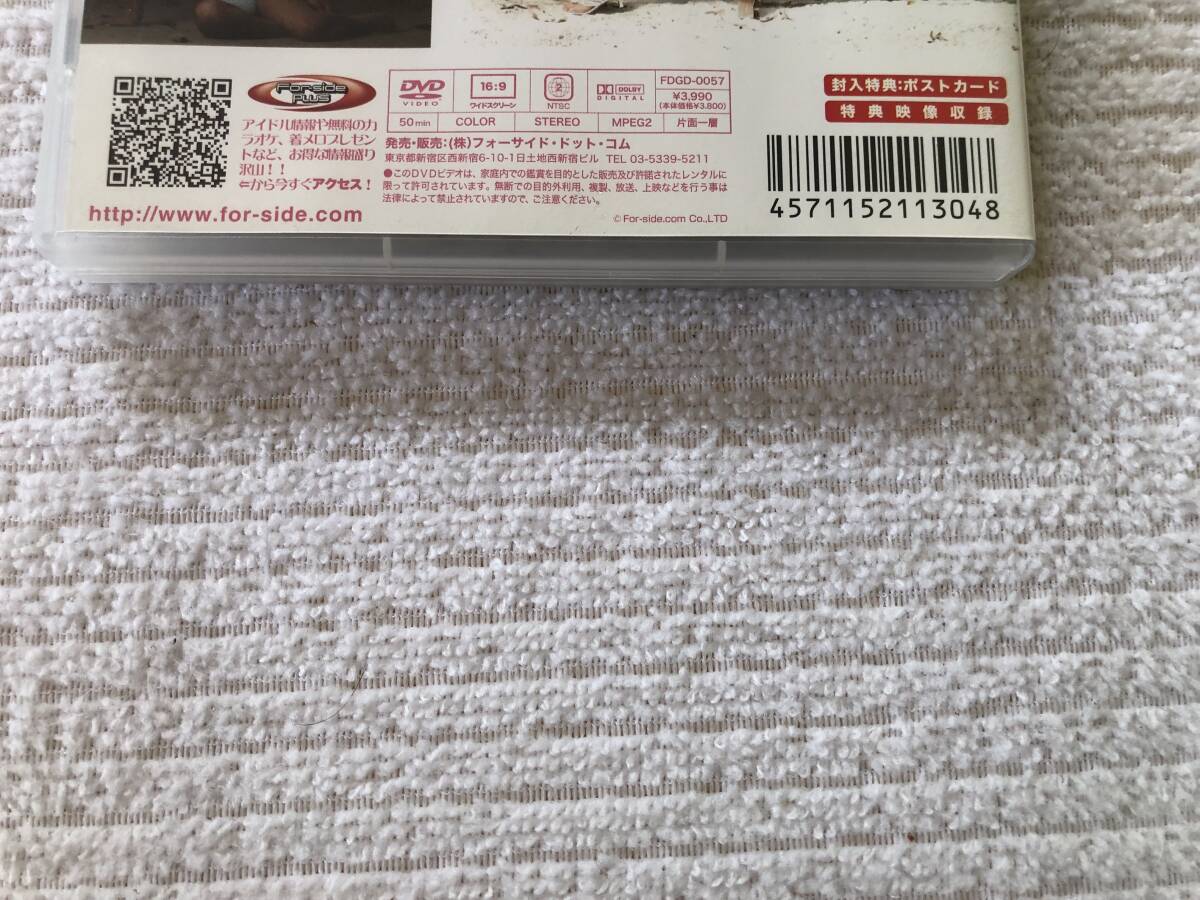 For-side
PLUS
アイドル情報や無料のカ
ラオケ、着メロプレゼン
トなど、お得な情報盛り
沢山！！
⇐から今すぐアクセス！
http://www.for-side.com
DVD
VIDEO
16:9
ワイドスクリーン
2
NTSC
DOLBY
DIGITAL
FDGD-0057
¥3,990
(本体価格¥3,800)
50min
COLOR
STEREO
MPEG2
片面一層
発売・販売:(株)フォーサイド・ドット・コム
東京都新宿区西新宿6-10-1日土地西新宿ビル TEL 03-5339-5211
●このDVDビデオは、家庭内での鑑賞を目的とした販売及び許諾されたレンタルに
限って許可されています。無断での目的外利用、複製、放送、上映などを行う事は
法律によって禁止されていますので、ご注意ください。
© For-side.com Co.,LTD
封入特典:ポストカード
特典映像収録
4571152113048